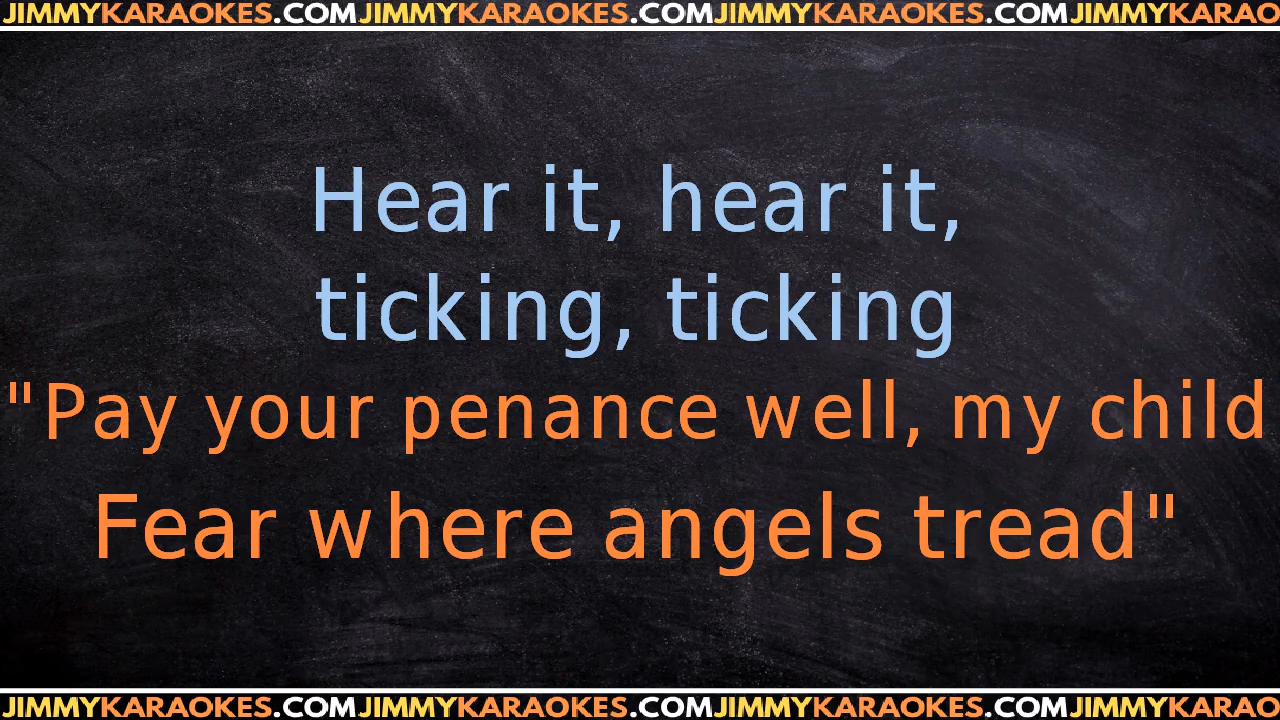 JIMMYKARAOKES.COMJIMMYKARAOKES.COMJIMMYKARAOKES.COMJIMMYKARAO
Hear it, hear it,
ticking, ticking
"Pay your penance well, my child
Fear where angels tread"
JIMMYKARAOKES.COMJIMMYKARAOKES.COMJIMMYKARAOKES.COMJIMMYKARAO